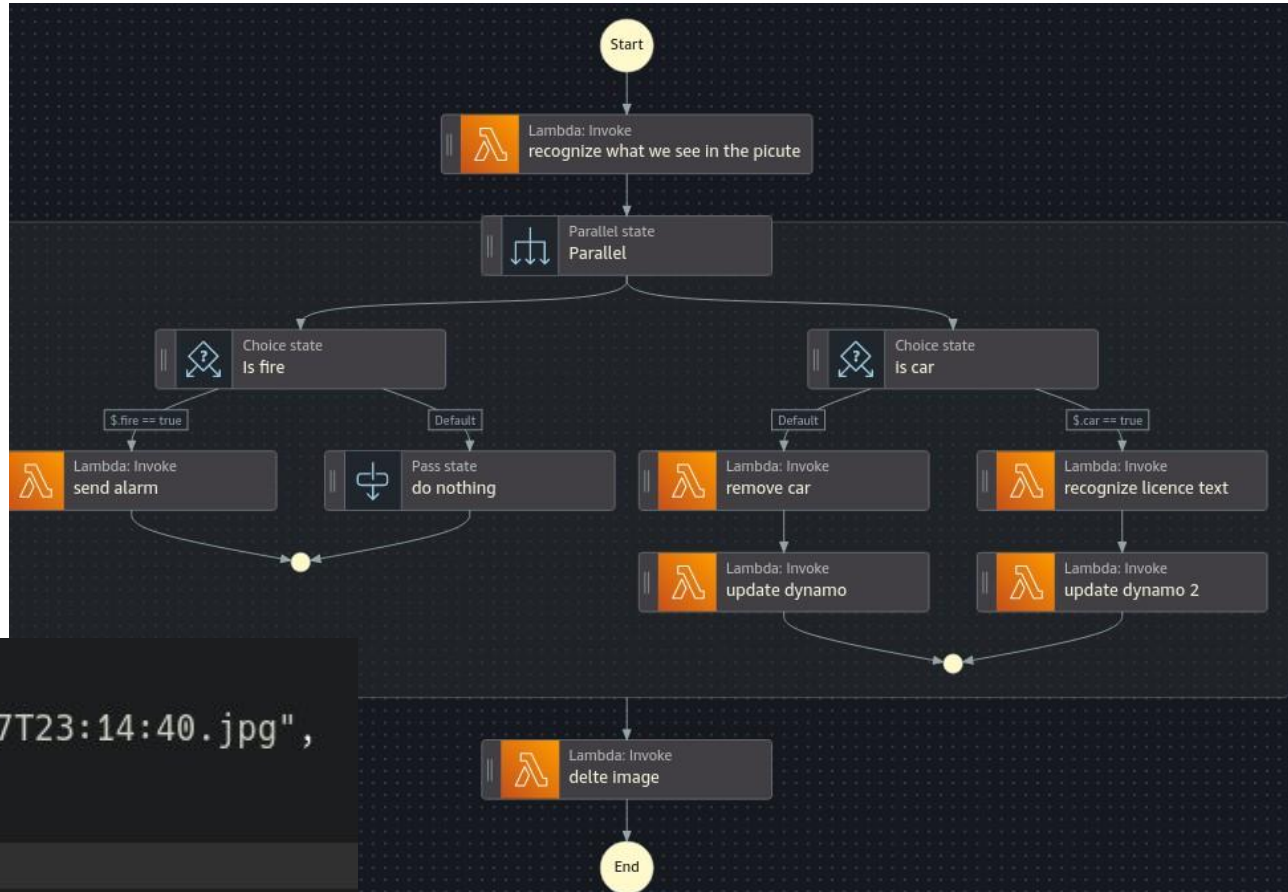 Start
Lambda: Invoke
recognize what we see in the picute
Parallel state
Parallel
Choice state
Is fire
Choice state
is car
$.fire == true
Default
Default
$.car == true
Lambda: Invoke
send alarm
Pass state
do nothing
Lambda: Invoke
remove car
Lambda: Invoke
recognize licence text
Lambda: Invoke
update dynamo
Lambda: Invoke
update dynamo 2
7T23:14:40.jpg",
Lambda: Invoke
delte image
End